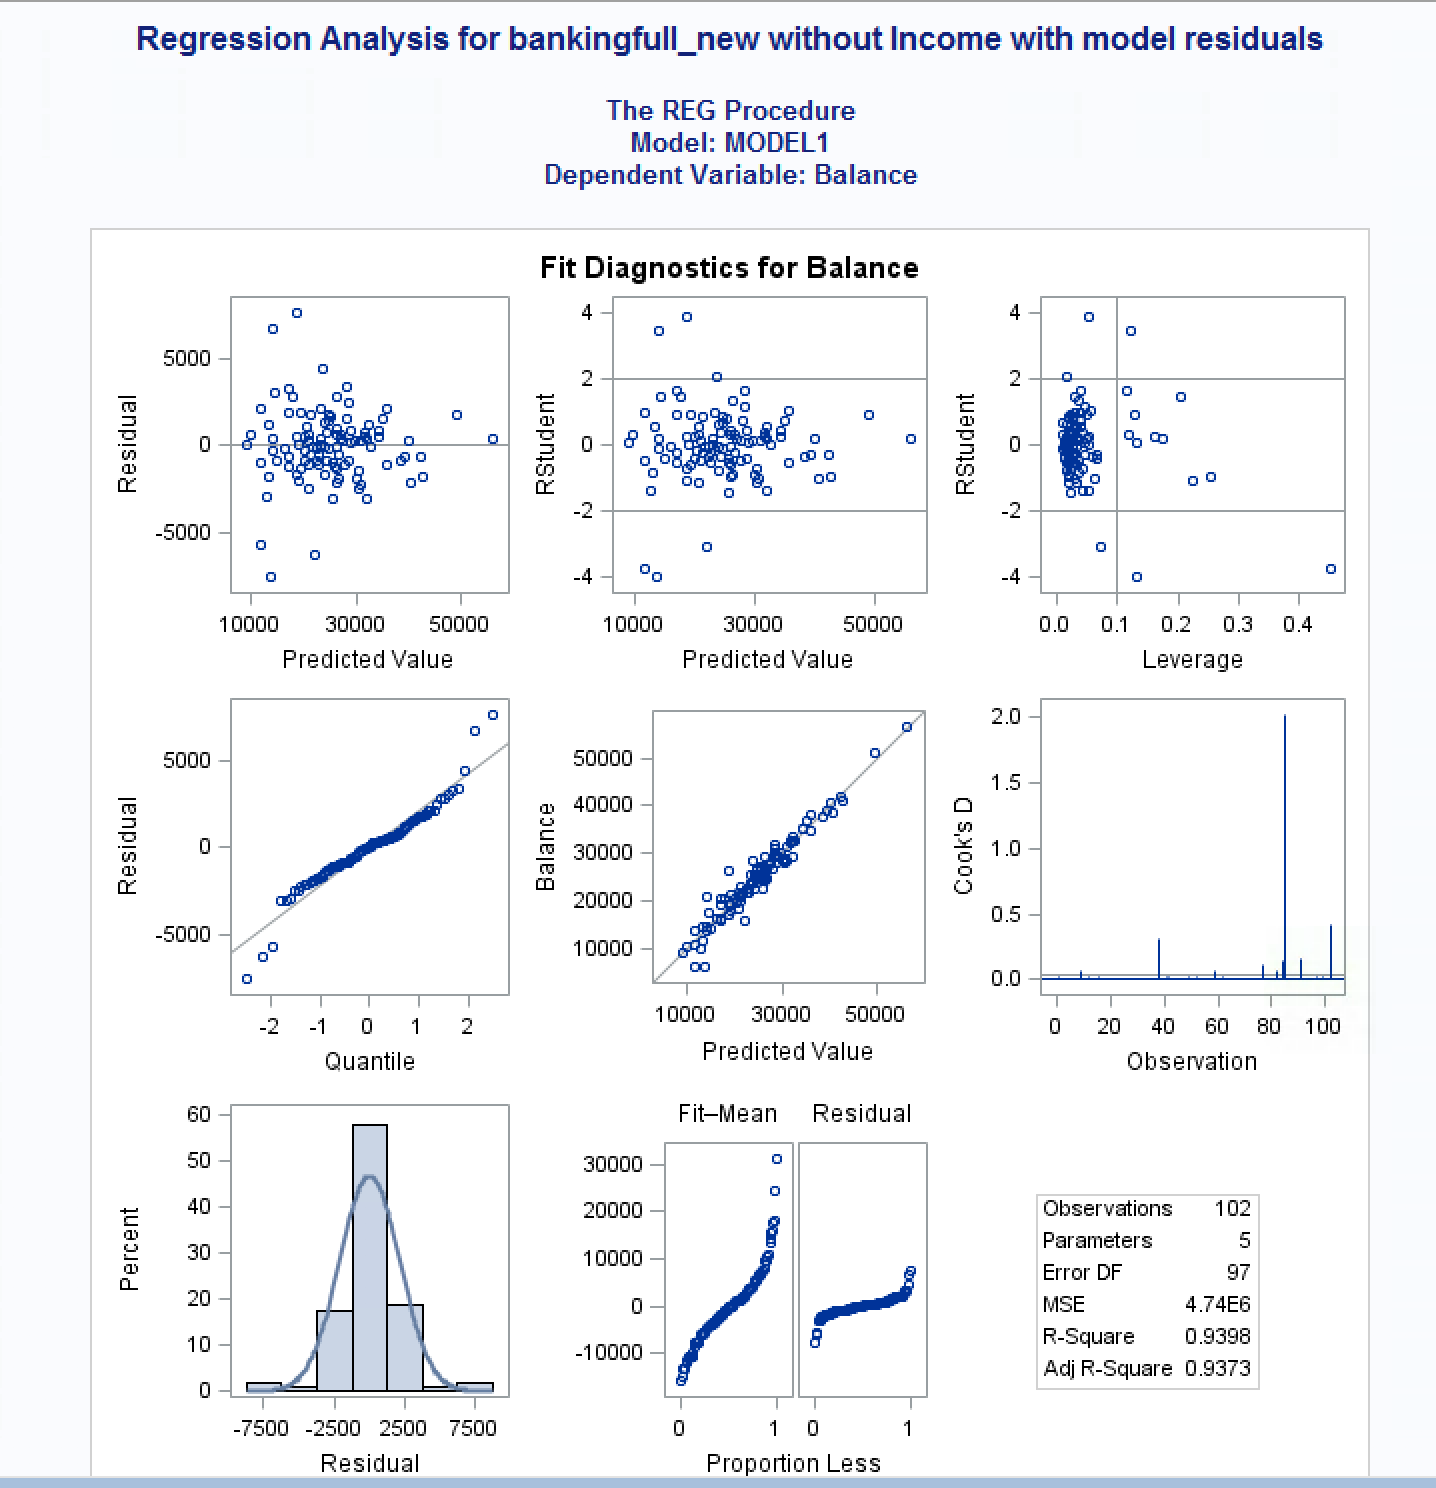 Regression Analysis for bankingfull_new without Income with model residuals
The REG Procedure
Model: MODEL1
Dependent Variable: Balance
Fit Diagnostics for Balance
Residual
5000
0
-5000
10000 30000 50000
Predicted Value
RStudent
4
2
0
-2
-4
10000 30000 50000
Predicted Value
RStudent
4
2
0
-2
-4
0.0 0.1 0.2 0.3 0.4
Leverage
Residual
5000
0
-5000
-2 -1 0 1 2
Quantile
Balance
50000
40000
30000
20000
10000
10000 30000 50000
Predicted Value
Cook's D
2.0
1.5
1.0
0.5
0.0
0 20 40 60 80 100
Observation
Percent
60
50
40
30
20
10
0
-7500 -2500 2500 7500
Residual
Fit–Mean Residual
30000
20000
10000
0
-10000
0 1 0 1
Proportion Less
Observations 102
Parameters 5
Error DF 97
MSE 4.74E6
R-Square 0.9398
Adj R-Square 0.9373